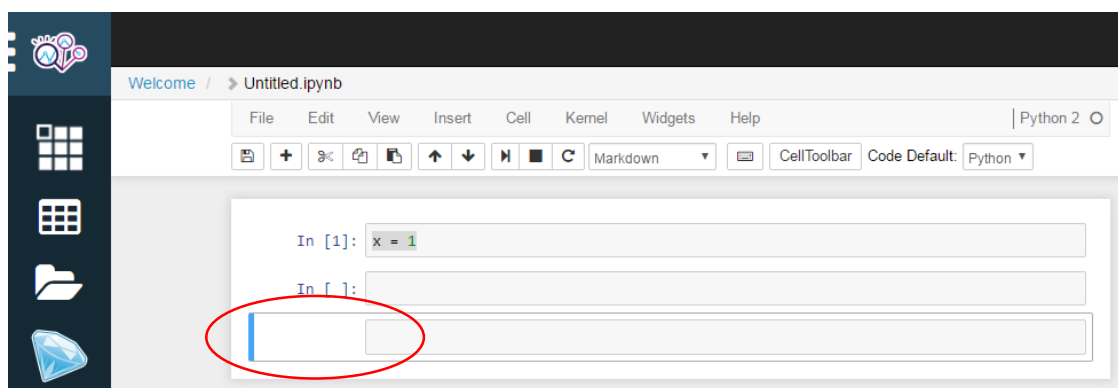 Welcome / > Untitled.ipynb
File Edit View Insert Cell Kernel Widgets Help Python 2
Markdown CellToolbar Code Default: Python
In [1]: x = 1
In [ ]: